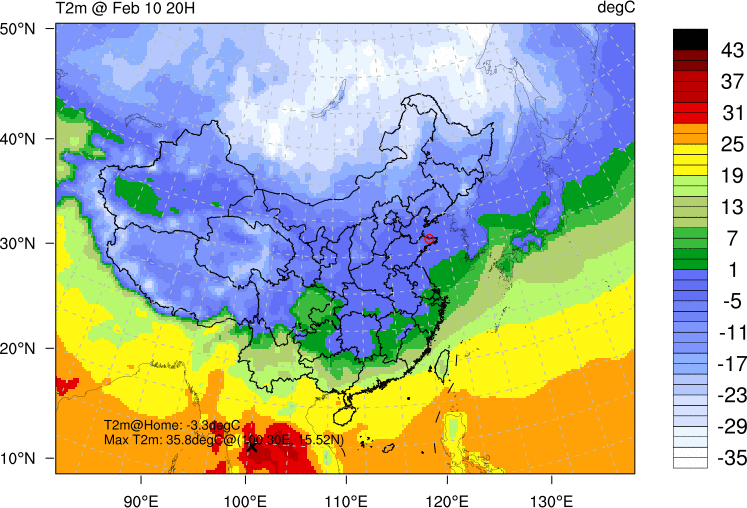 T2m @ Feb 10 20H
degC
50°N
40°N
30°N
20°N
10°N
T2m@Home: -3.3degC
Max T2m: 35.8degC@(100.30E, 15.52N)
90°E
100°E
110°E
120°E
130°E
43
37
31
25
19
13
7
1
-5
-11
-17
-23
-29
-35